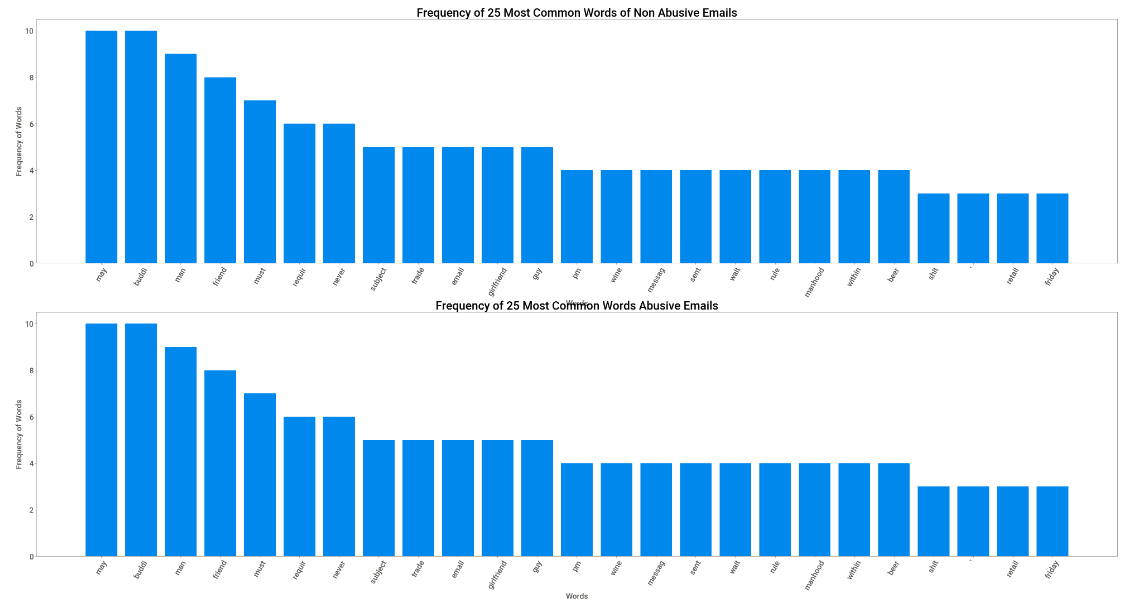 Frequency of 25 Most Common Words of Non Abusive Emails
Frequency of Words
10
8
6
4
2
0
may buddi man friend must requir never subject trade email girlfriend guy pm wine messag sent wait rule manhood within beer shit ' retail friday
Words
Frequency of 25 Most Common Words Abusive Emails
Frequency of Words
10
8
6
4
2
0
may buddi man friend must requir never subject trade email girlfriend guy pm wine messag sent wait rule manhood within beer shit ' retail friday
Words